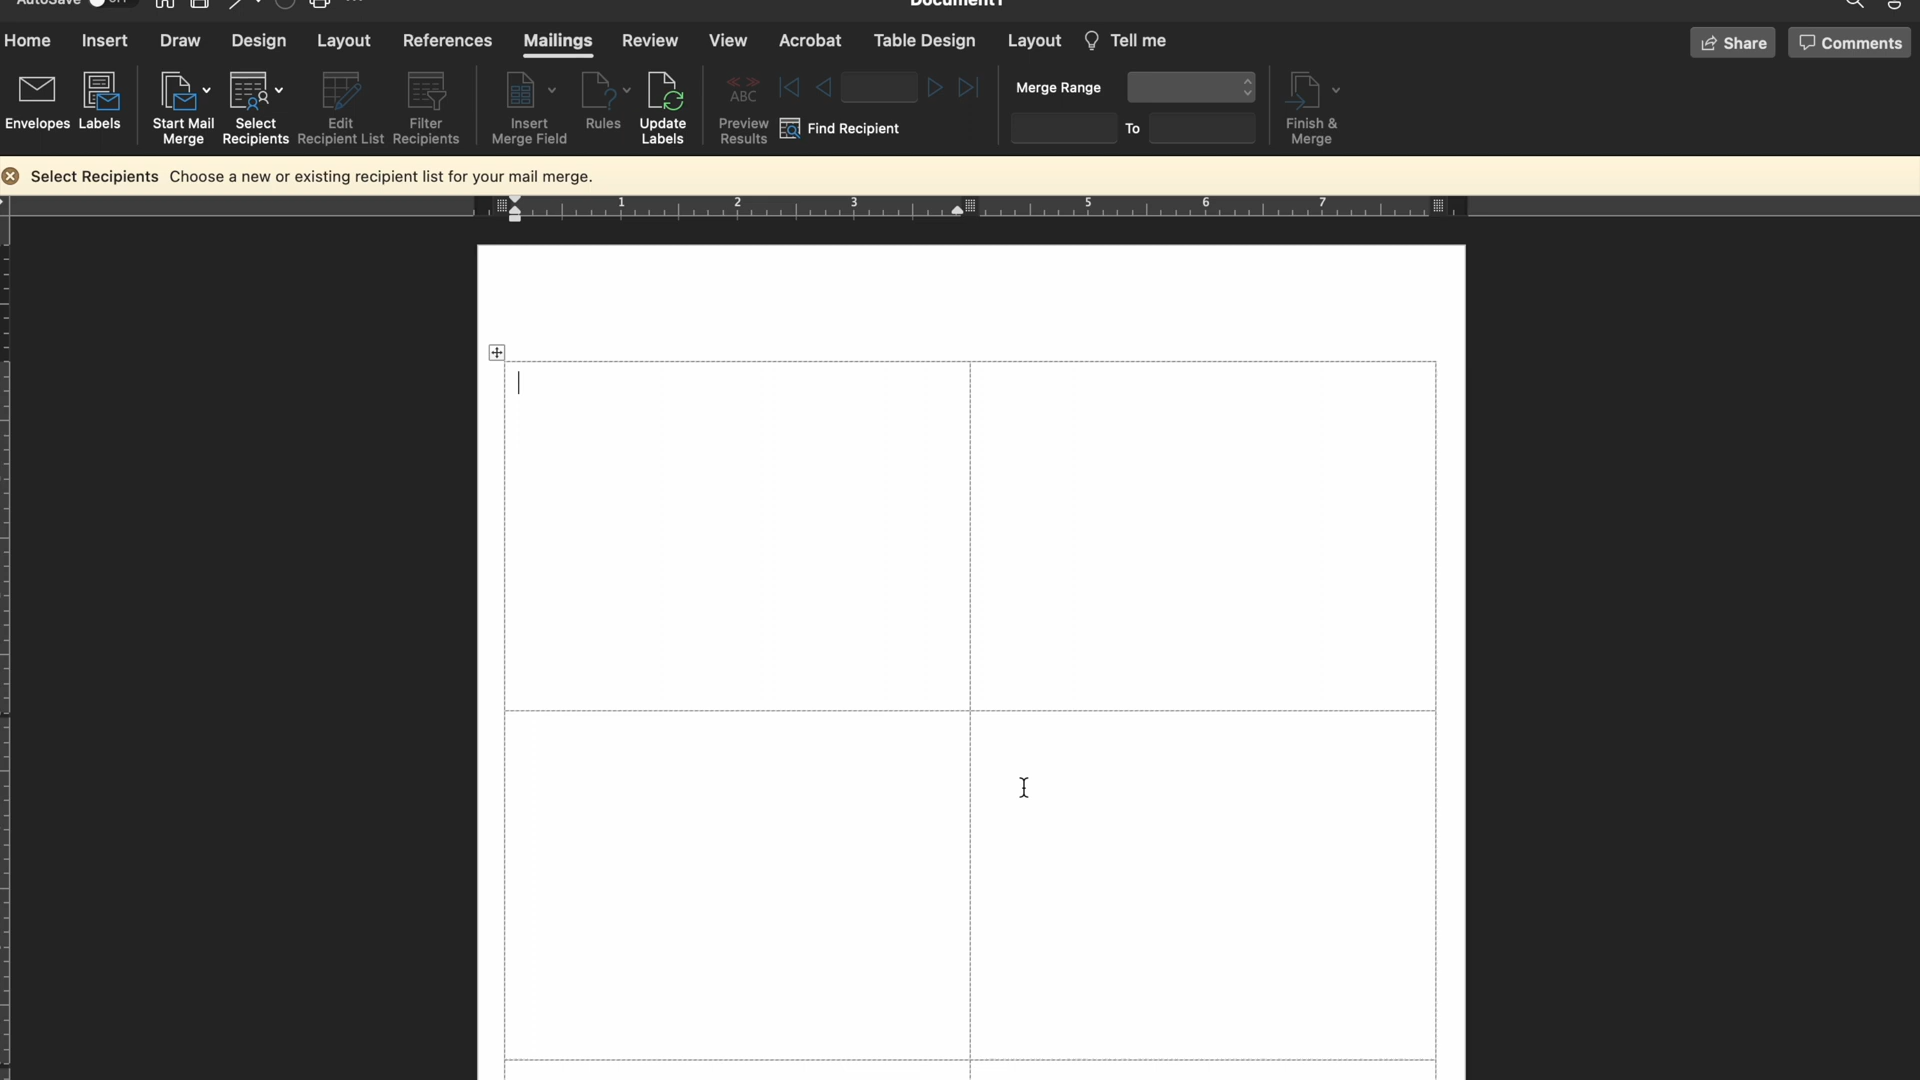 AutoSave OFF
Document1
Home Insert Draw Design Layout References Mailings Review View Acrobat Table Design Layout Tell me
Share Comments
Envelopes Labels
Start Mail Merge
Select Recipients
Edit Recipient List
Filter Recipients
Insert Merge Field
Rules
Update Labels
ABC
Preview Results
Find Recipient
Merge Range
To
Finish & Merge
Select Recipients Choose a new or existing recipient list for your mail merge.
1 2 3 5 6 7